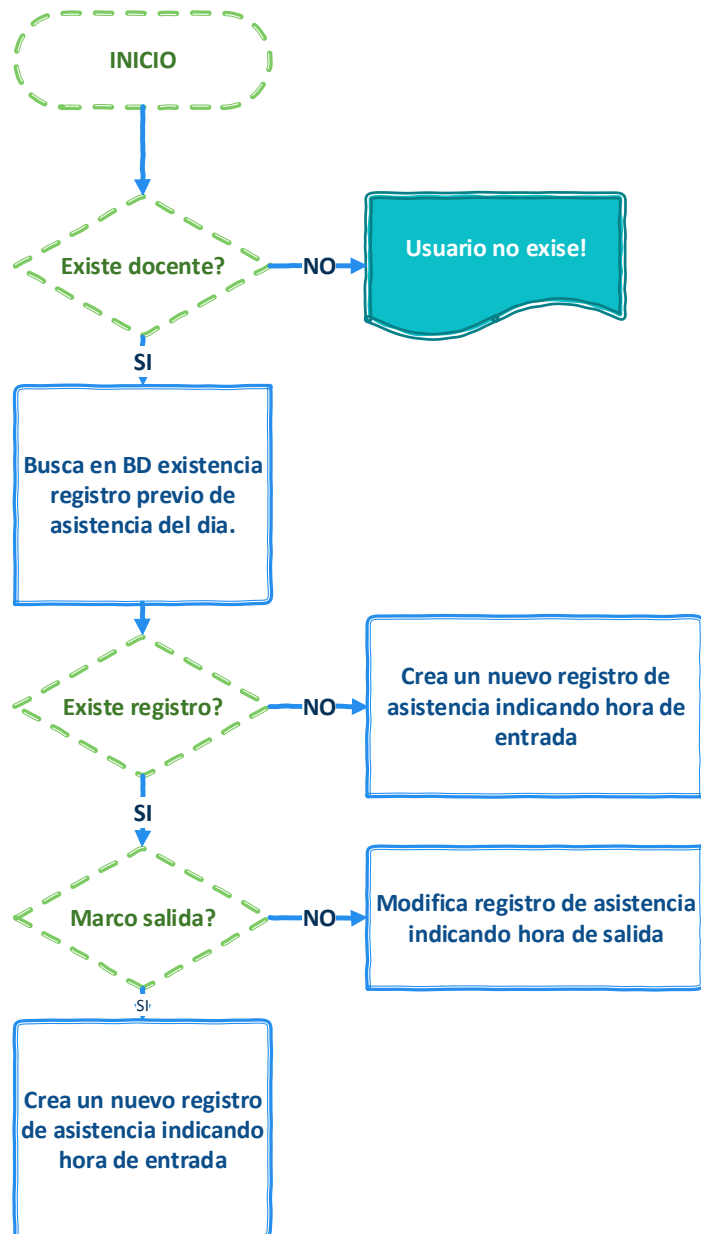 INICIO
Existe docente?
NO
Usuario no exise!
SI
Busca en BD existencia
registro previo de
asistencia del dia.
Existe registro?
NO
Crea un nuevo registro de
asistencia indicando hora de
entrada
SI
Marco salida?
NO
Modifica registro de asistencia
indicando hora de salida
SI
Crea un nuevo registro
de asistencia indicando
hora de entrada